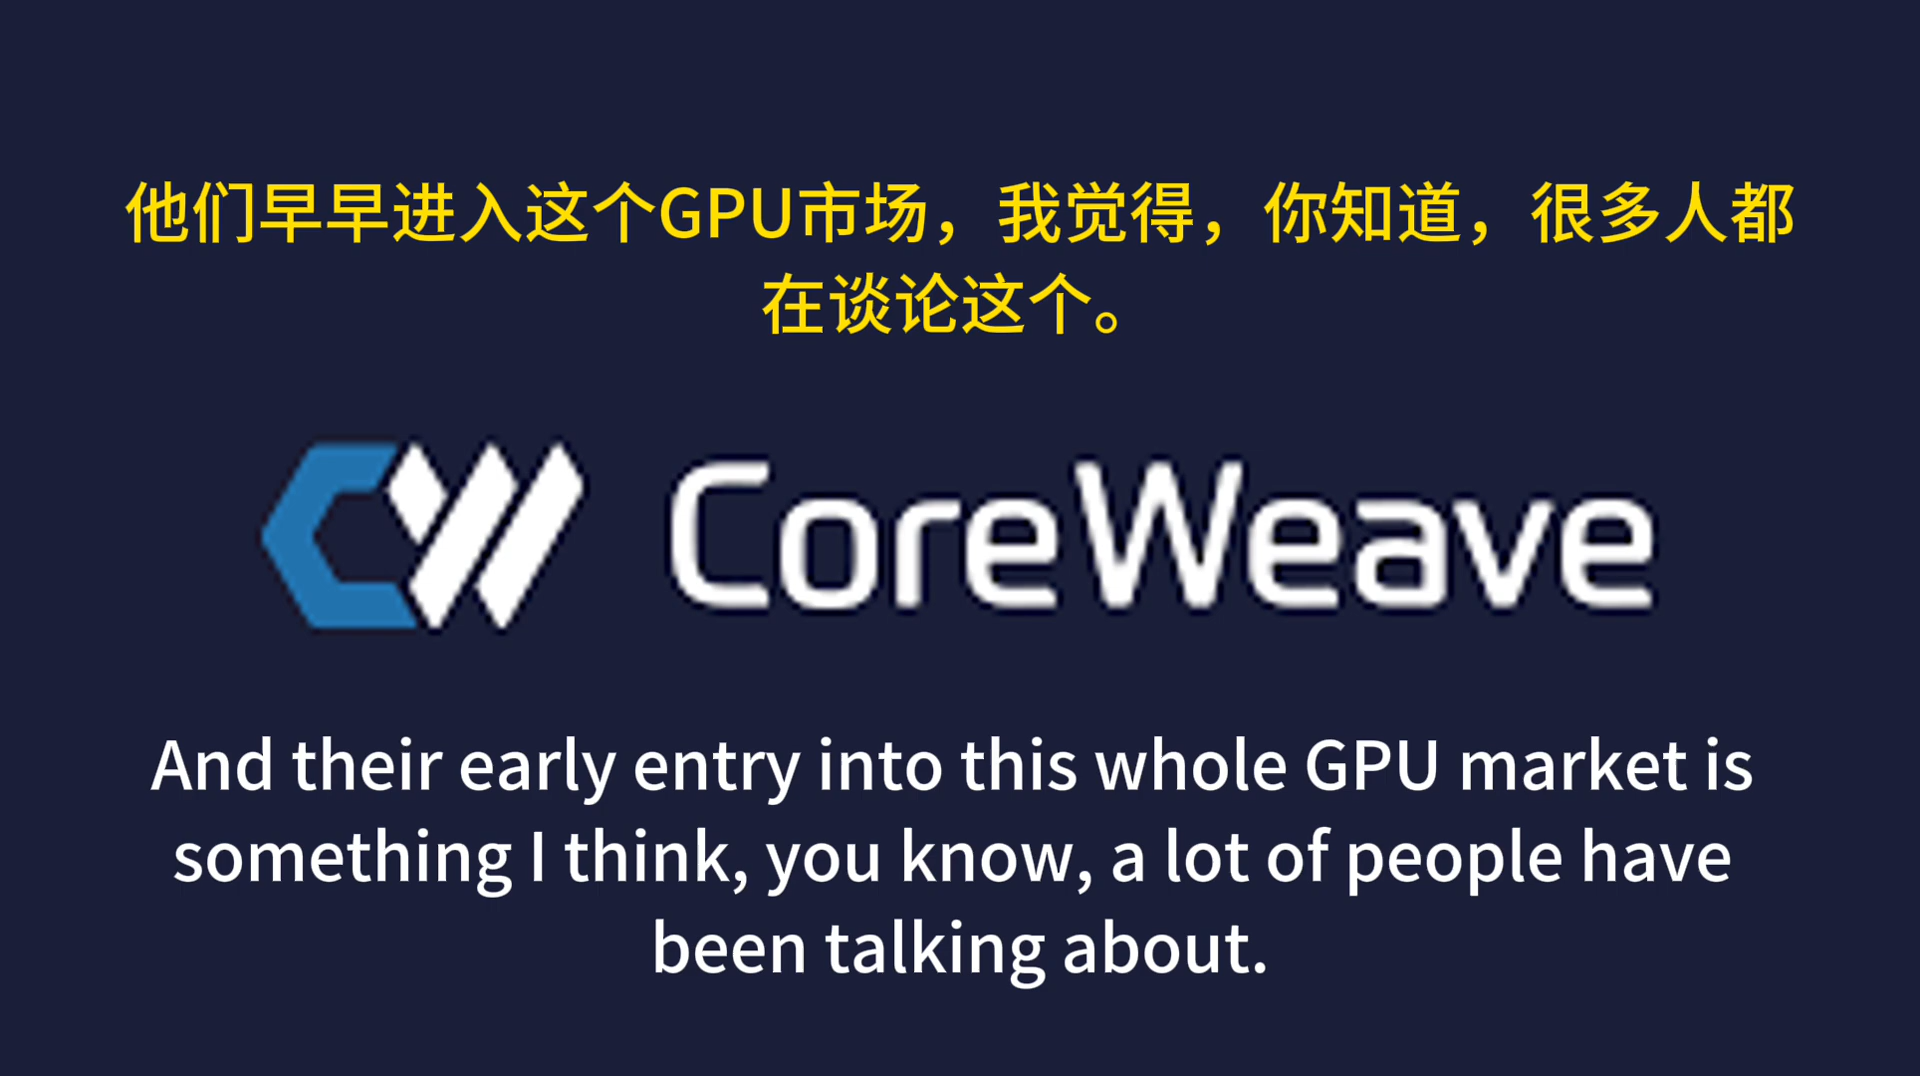 他们早早进入这个GPU市场，我觉得，你知道，很多人都
在谈论这个。
CoreWeave
And their early entry into this whole GPU market is
something I think, you know, a lot of people have
been talking about.